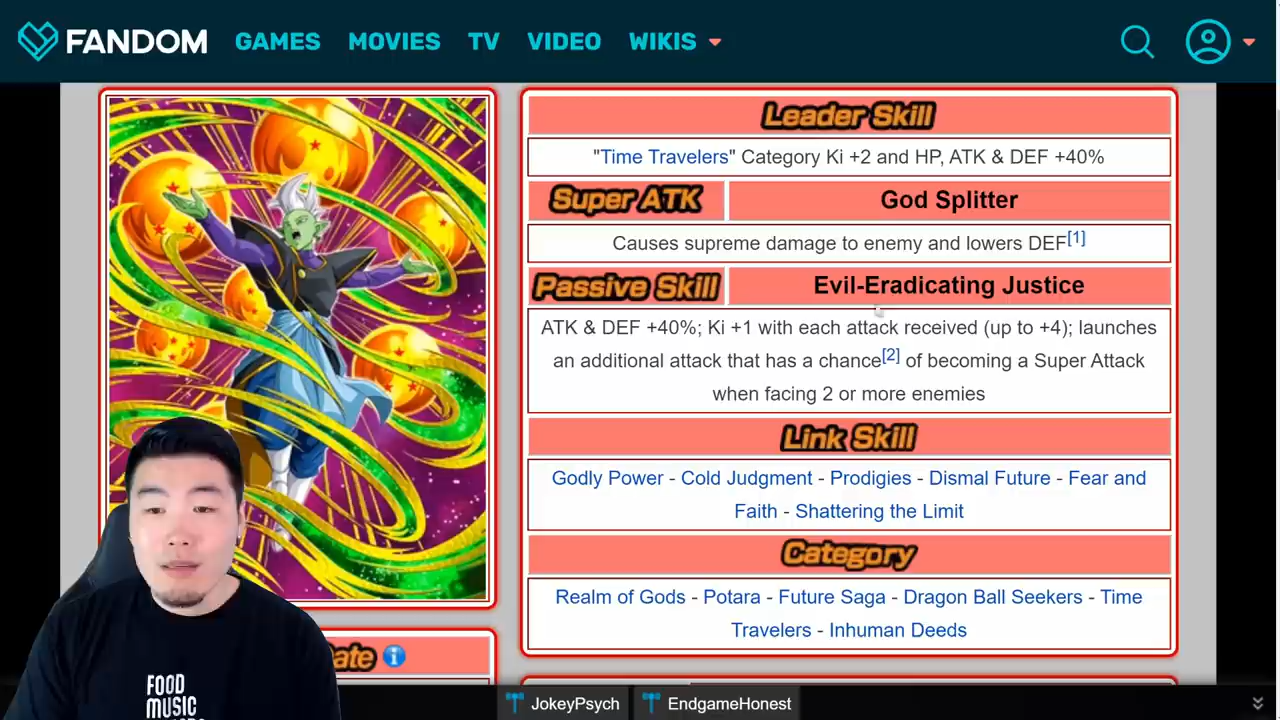 FANDOM GAMES MOVIES TV VIDEO WIKIS
Leader Skill
"Time Travelers" Category Ki +2 and HP, ATK & DEF +40%
Super ATK God Splitter
Causes supreme damage to enemy and lowers DEF[1]
Passive Skill Evil-Eradicating Justice
ATK & DEF +40%; Ki +1 with each attack received (up to +4); launches
an additional attack that has a chance[2] of becoming a Super Attack
when facing 2 or more enemies
Link Skill
Godly Power - Cold Judgment - Prodigies - Dismal Future - Fear and
Faith - Shattering the Limit
Category
Realm of Gods - Potara - Future Saga - Dragon Ball Seekers - Time
Travelers - Inhuman Deeds
FOOD
MUSIC
JokeyPsych EndgameHonest